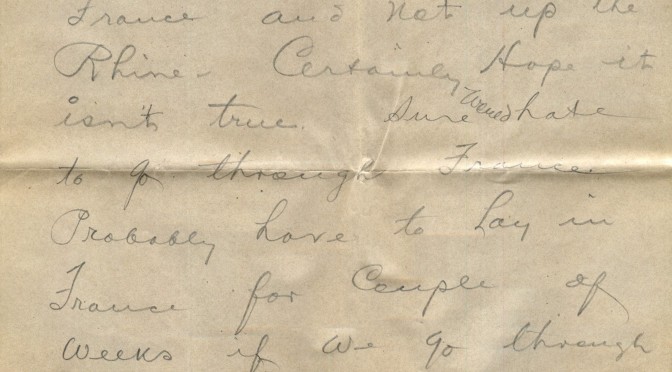 France and not up the
Rhine - Certainly Hope it
isn't true. Sure would hate
to go through France
Probably have to lay in
France for Couple of
weeks if we go through